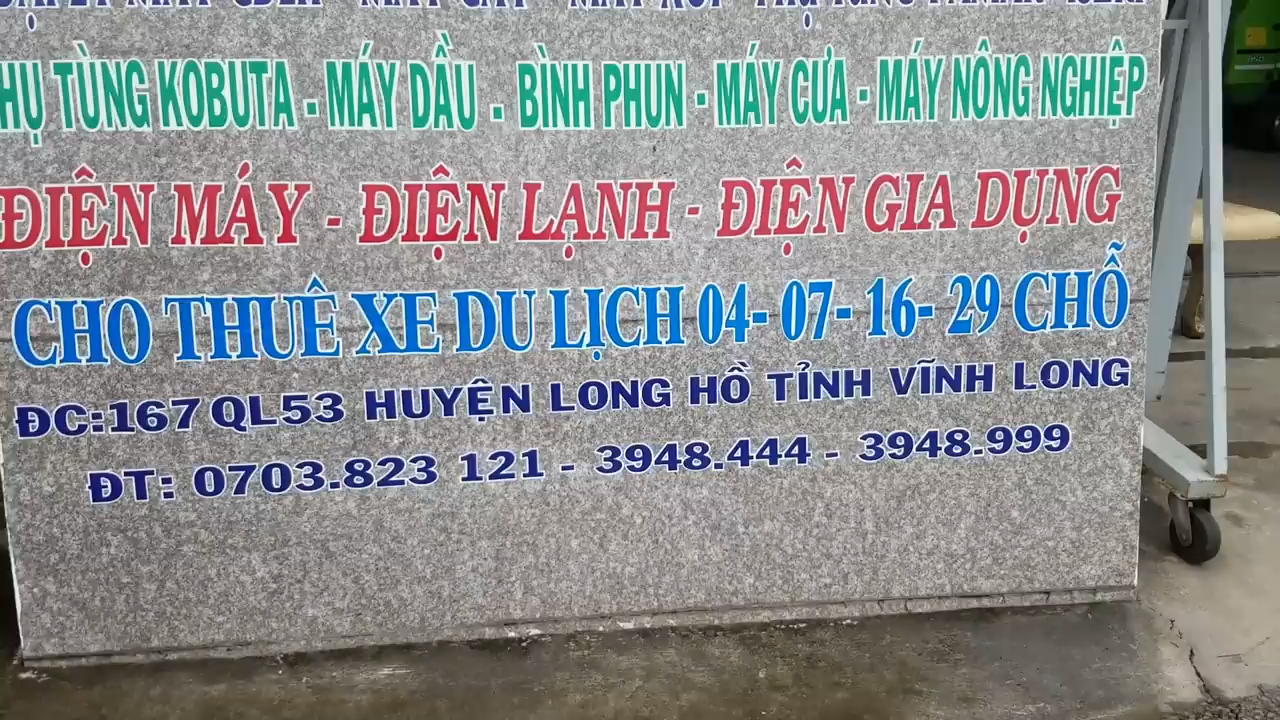 HỤ TÙNG KOBUTA - MÁY DẦU - BÌNH PHUN - MÁY CƯA - MÁY NÔNG NGHIỆP
ĐIỆN MÁY - ĐIỆN LẠNH - ĐIỆN GIA DỤNG
CHO THUÊ XE DU LỊCH 04- 07- 16- 29 CHỖ
ĐC:167 QL53 HUYỆN LONG HỒ TỈNH VĨNH LONG
ĐT: 0703.823 121 - 3948.444 - 3948.999